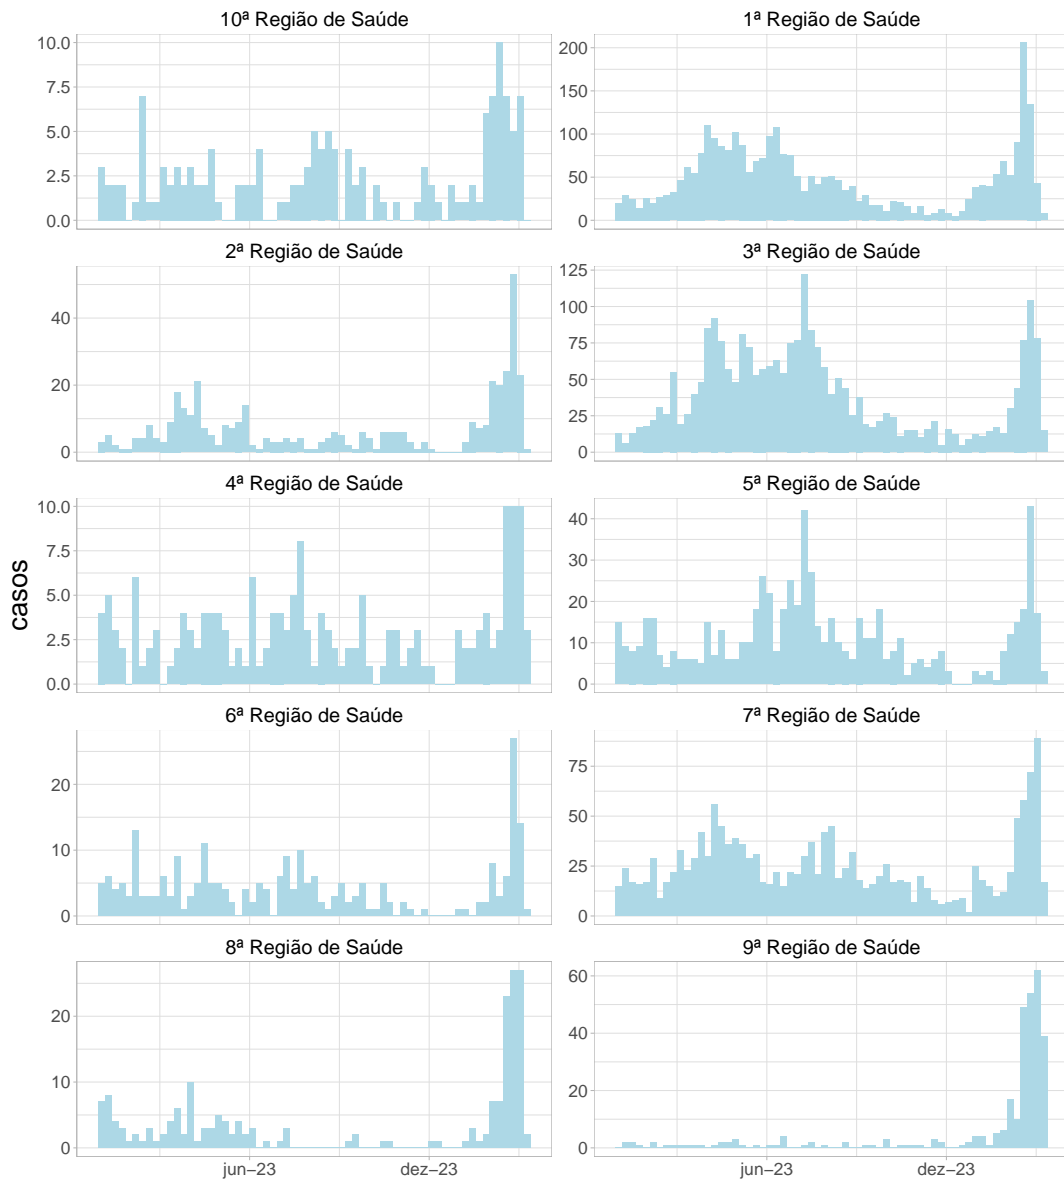 10ª Região de Saúde
1ª Região de Saúde
10.0
7.5
5.0
2.5
0.0
200
150
100
50
0
2ª Região de Saúde
3ª Região de Saúde
40
20
0
125
100
75
50
25
0
4ª Região de Saúde
5ª Região de Saúde
10.0
7.5
5.0
2.5
0.0
40
30
20
10
0
casos
6ª Região de Saúde
7ª Região de Saúde
20
10
0
75
50
25
0
8ª Região de Saúde
9ª Região de Saúde
20
10
0
60
40
20
0
jun–23
dez–23
jun–23
dez–23